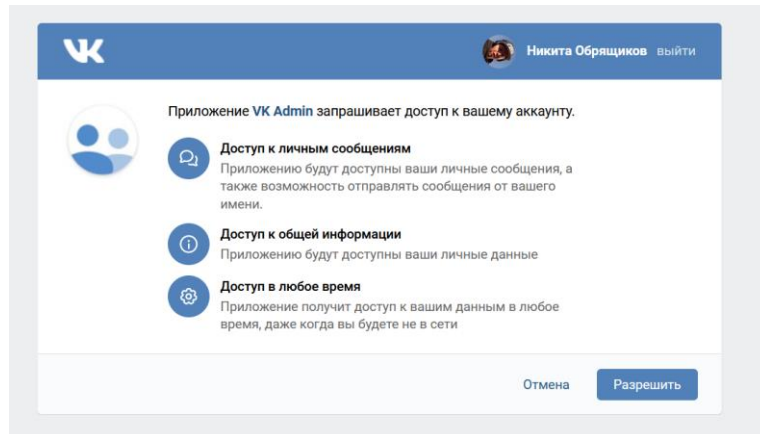 Никита Обрящиков выйти
Приложение VK Admin запрашивает доступ к вашему аккаунту.
Доступ к личным сообщениям
Приложению будут доступны ваши личные сообщения, а
также возможность отправлять сообщения от вашего
имени.
Доступ к общей информации
Приложению будут доступны ваши личные данные
Доступ в любое время
Приложение получит доступ к вашим данным в любое
время, даже когда вы будете не в сети
Отмена Разрешить